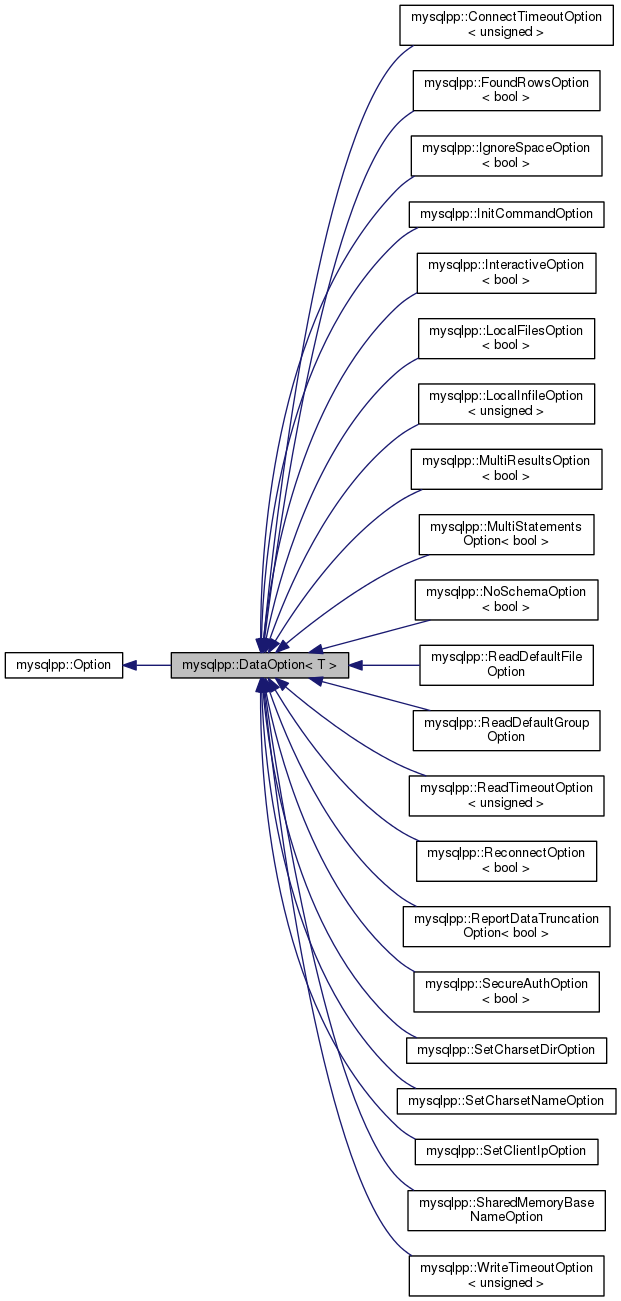 mysqlpp::ConnectTimeoutOption
< unsigned >
mysqlpp::FoundRowsOption
< bool >
mysqlpp::IgnoreSpaceOption
< bool >
mysqlpp::InitCommandOption
mysqlpp::InteractiveOption
< bool >
mysqlpp::LocalFilesOption
< bool >
mysqlpp::LocalInfileOption
< unsigned >
mysqlpp::MultiResultsOption
< bool >
mysqlpp::MultiStatements
Option< bool >
mysqlpp::NoSchemaOption
< bool >
mysqlpp::Option
mysqlpp::DataOption< T >
mysqlpp::ReadDefaultFile
Option
mysqlpp::ReadDefaultGroup
Option
mysqlpp::ReadTimeoutOption
< unsigned >
mysqlpp::ReconnectOption
< bool >
mysqlpp::ReportDataTruncation
Option< bool >
mysqlpp::SecureAuthOption
< bool >
mysqlpp::SetCharsetDirOption
mysqlpp::SetCharsetNameOption
mysqlpp::SetClientIpOption
mysqlpp::SharedMemoryBase
NameOption
mysqlpp::WriteTimeoutOption
< unsigned >